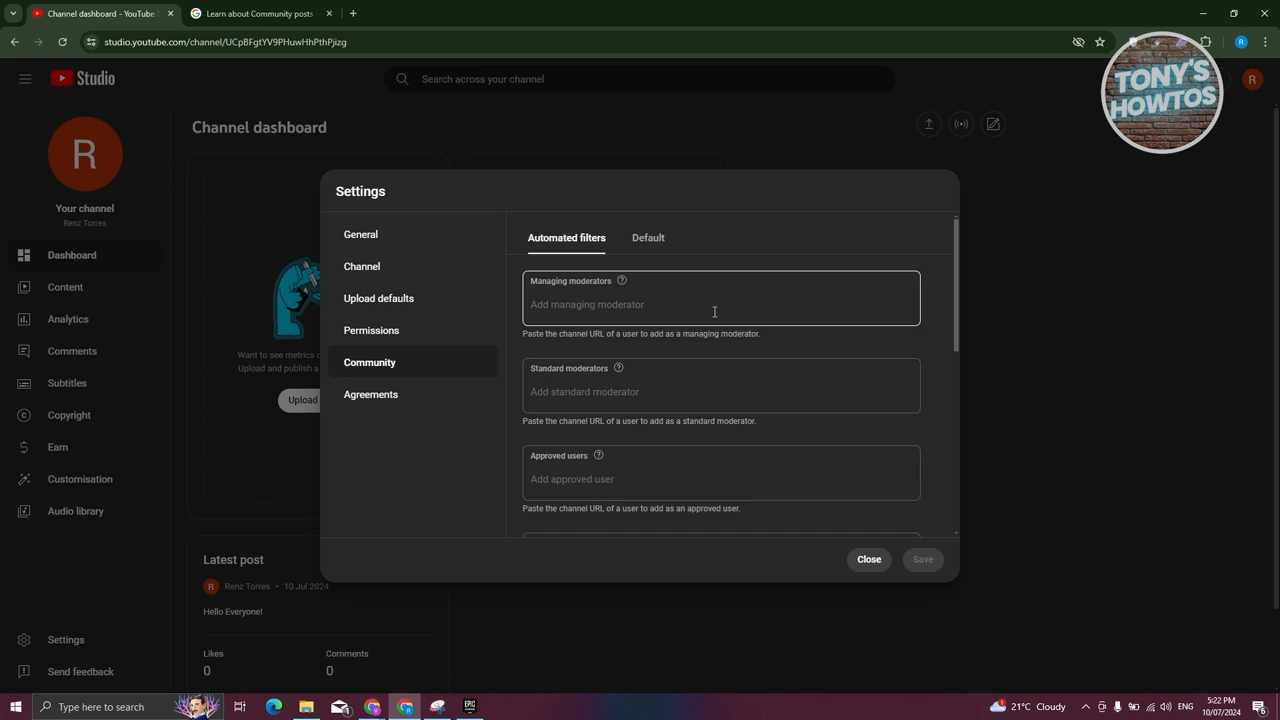 Dashboard - YouTube
Learn about Community posts
studio.youtube.com/channel/UCpBFgtYV9PHuwHhPthPjizg
R
Studio
Search across your channel
TONY'S
HOWTOS
R
R
Your channel
Renz Torres
Dashboard
Content
Analytics
Comments
Subtitles
Copyright
Earn
Customisation
Audio library
Settings
Send feedback
Channel dashboard
Want to see metrics
Upload and publish a
Upload
Latest post
R Renz Torres • 10 Jul 2024
Hello Everyone!
Likes Comments
0 0
Settings
General
Channel
Upload defaults
Permissions
Community
Agreements
Automated filters Default
Managing moderators
Add managing moderator
Paste the channel URL of a user to add as a managing moderator.
Standard moderators
Add standard moderator
Paste the channel URL of a user to add as a standard moderator.
Approved users
Add approved user
Paste the channel URL of a user to add as an approved user.
Close Save
Type here to search
EPIC
21°C Cloudy
ENG
5:22 PM
10/07/2024